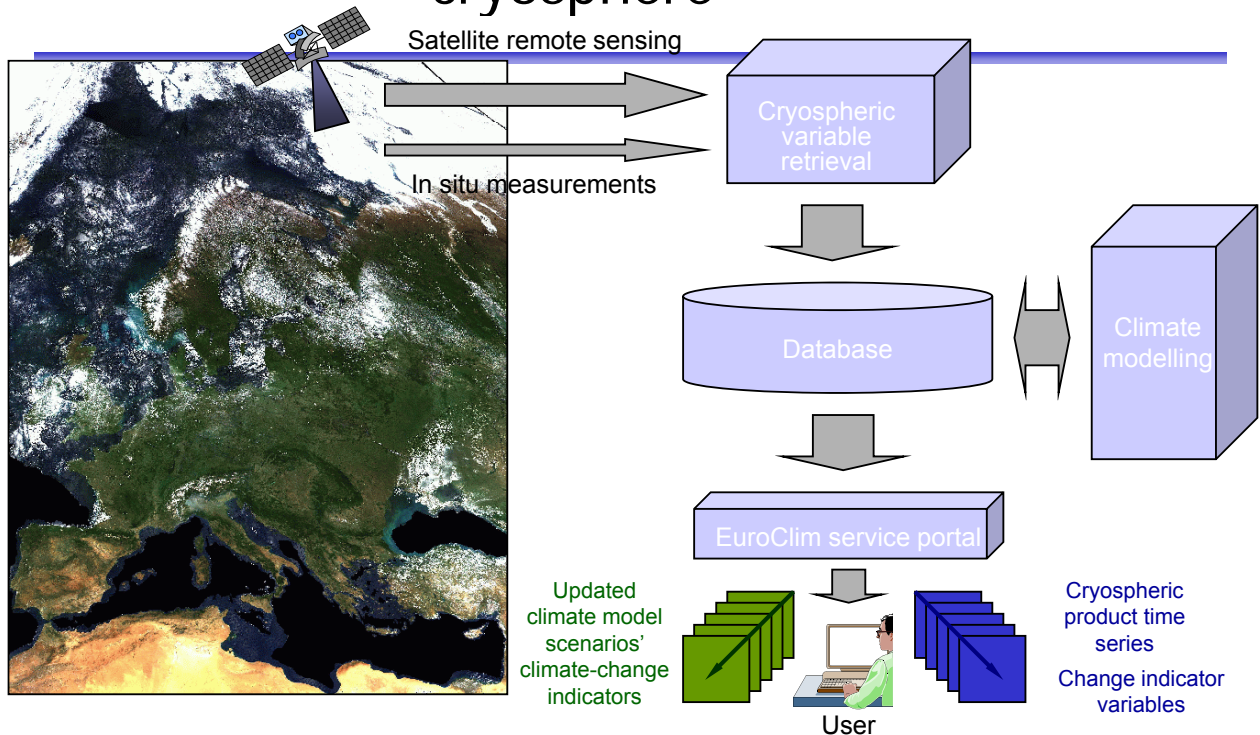 cryosphere
Satellite remote sensing
In situ measurements
Cryospheric
variable
retrieval
Database
Climate
modelling
EuroClim service portal
Updated
climate model
scenarios’
climate-change
indicators
User
Cryospheric
product time
series
Change indicator
variables